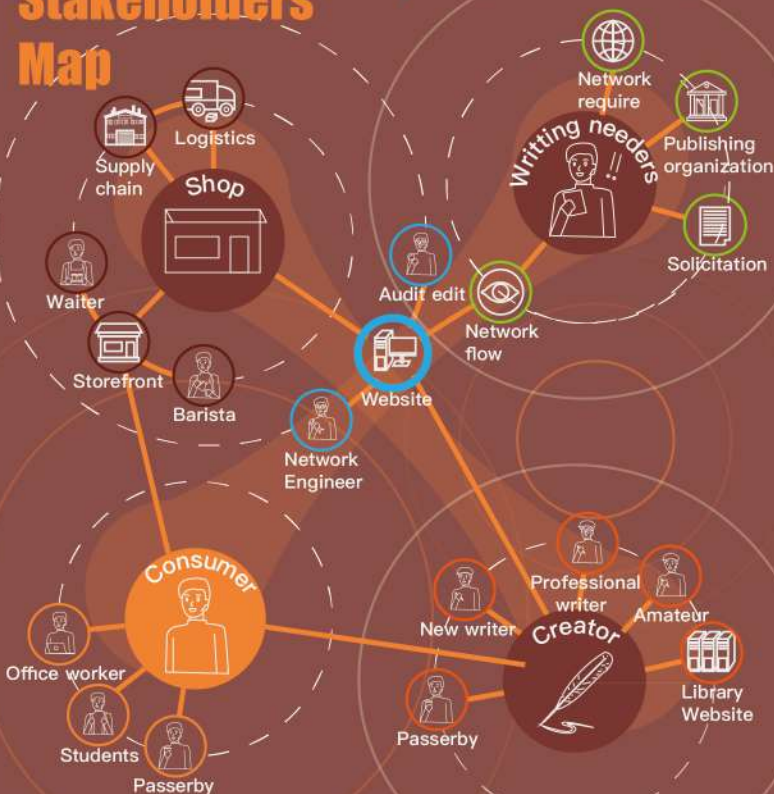 Stakeholders
Map
Network
require
Logistics
Writting needers
!!
Publishing
organization
Supply
chain
Shop
Solicitation
Waiter
Audit edit
Network
flow
Storefront
Website
Barista
Network
Engineer
Consumer
Professional
writer
Amateur
New writer
Creator
Office worker
Library
Website
Passerby
Students
Passerby